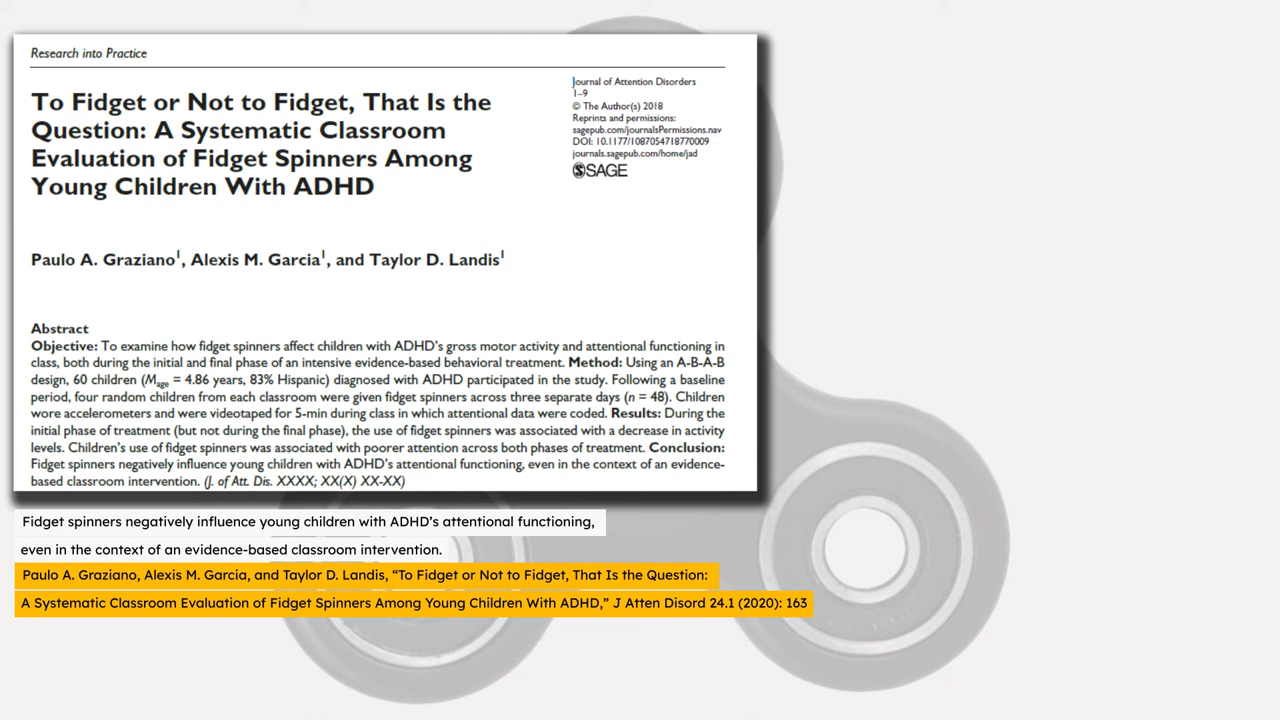 Research into Practice
To Fidget or Not to Fidget, That Is the
Question: A Systematic Classroom
Evaluation of Fidget Spinners Among
Young Children With ADHD
Journal of Attention Disorders
1–9
© The Author(s) 2018
Reprints and permissions:
sagepub.com/journalsPermissions.nav
DOI: 10.1177/1087054718770009
journals.sagepub.com/home/jad
SAGE
Paulo A. Graziano1, Alexis M. Garcia1, and Taylor D. Landis1
Abstract
Objective: To examine how fidget spinners affect children with ADHD's gross motor activity and attentional functioning in
class, both during the initial and final phase of an intensive evidence-based behavioral treatment. Method: Using an A-B-A-B
design, 60 children (Mage = 4.86 years, 83% Hispanic) diagnosed with ADHD participated in the study. Following a baseline
period, four random children from each classroom were given fidget spinners across three separate days (n = 48). Children
wore accelerometers and were videotaped for 5-min during class in which attentional data were coded. Results: During the
initial phase of treatment (but not during the final phase), the use of fidget spinners was associated with a decrease in activity
levels. Children's use of fidget spinners was associated with poorer attention across both phases of treatment. Conclusion:
Fidget spinners negatively influence young children with ADHD's attentional functioning, even in the context of an evidence-
based classroom intervention. (J. of Att. Dis. XXXX; XX(X) XX-XX)
Fidget spinners negatively influence young children with ADHD's attentional functioning,
even in the context of an evidence-based classroom intervention.
Paulo A. Graziano, Alexis M. Garcia, and Taylor D. Landis, “To Fidget or Not to Fidget, That Is the Question:
A Systematic Classroom Evaluation of Fidget Spinners Among Young Children With ADHD,” J Atten Disord 24.1 (2020): 163